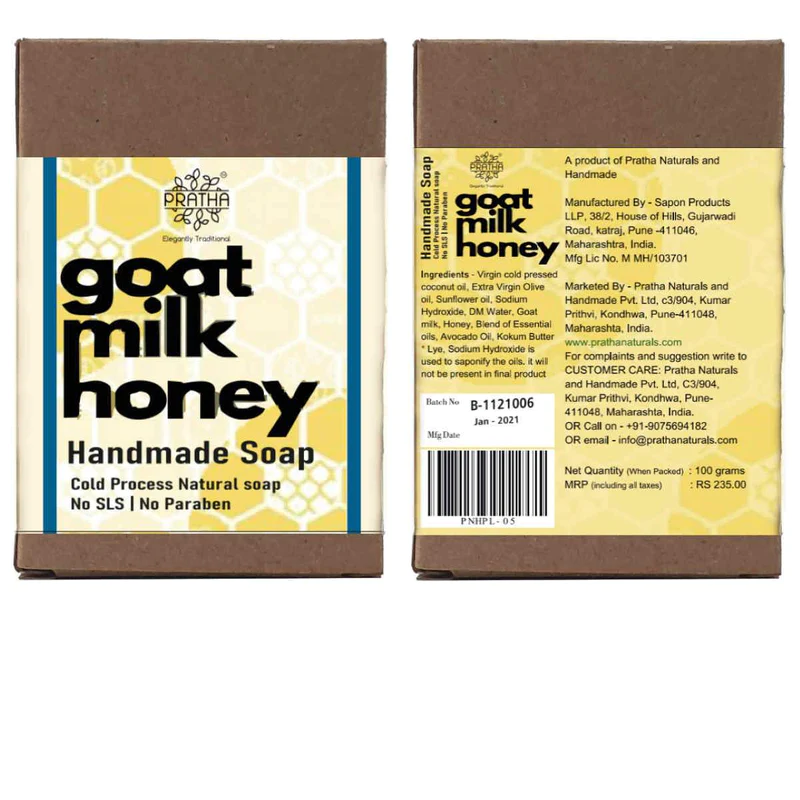 PRATHA
Elegantly Traditional
goat
milk
honey
Handmade Soap
Cold Process Natural soap
No SLS | No Paraben
Handmade Soap
Cold Process Natural soap
No SLS | No Paraben
PRATHA
Elegantly Traditional
goat
milk
honey
Ingredients - Virgin cold pressed
coconut oil, Extra Virgin Olive
oil, Sunflower oil, Sodium
Hydroxide, DM Water, Goat
milk, Honey, Blend of Essential
oils, Avocado Oil, Kokum Butter
* Lye, Sodium Hydroxide is
used to saponify the oils. it will
not be present in final product
Batch No B-1121006
Jan - 2021
Mfg Date
PNHPL-05
A product of Pratha Naturals and
Handmade
Manufactured By - Sapon Products
LLP, 38/2, House of Hills, Gujarwadi
Road, katraj, Pune -411046,
Maharashtra, India.
Mfg Lic No. M MH/103701
Marketed By - Pratha Naturals and
Handmade Pvt. Ltd, c3/904, Kumar
Prithvi, Kondhwa, Pune-411048,
Maharashta, India.
www.prathanaturals.com
For complaints and suggestion write to
CUSTOMER CARE: Pratha Naturals
and Handmade Pvt. Ltd, C3/904,
Kumar Prithvi, Kondhwa, Pune-
411048, Maharashta, India.
OR Call on - +91-9075694182
OR email - info@prathanaturals.com
Net Quantity (When Packed) : 100 grams
MRP (including all taxes) : RS 235.00